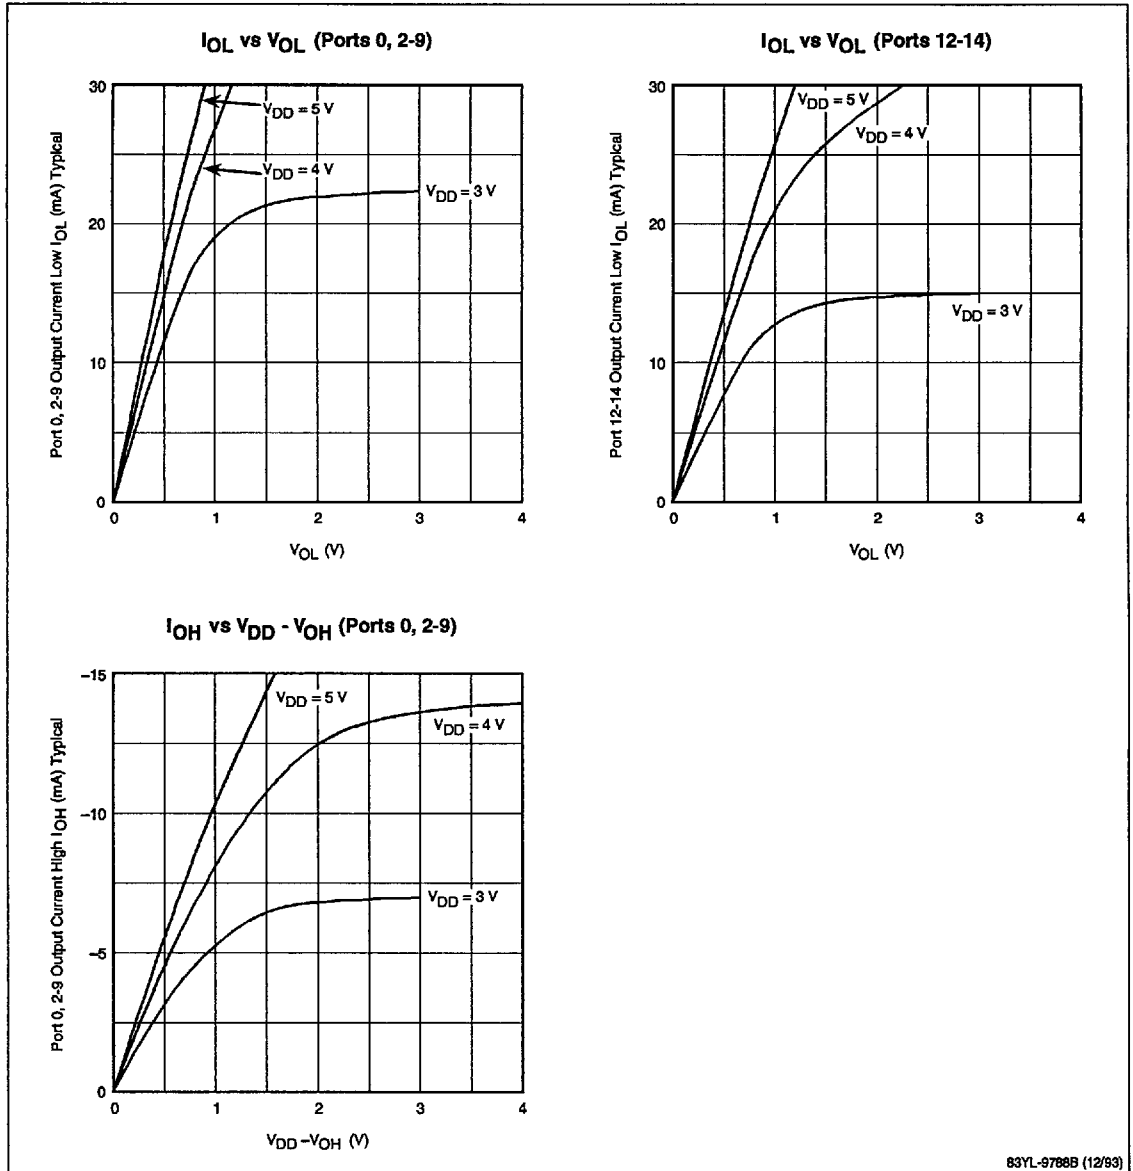 IOL vs VOL (Ports 0, 2-9)
Port 0, 2-9 Output Current Low IOL (mA) Typical
30
20
10
0
VDD = 5 V
VDD = 4 V
VDD = 3 V
0 1 2 3 4
VOL (V)
IOL vs VOL (Ports 12-14)
Port 12-14 Output Current Low IOL (mA) Typical
30
20
10
0
VDD = 5 V
VDD = 4 V
VDD = 3 V
0 1 2 3 4
VOL (V)
IOH vs VDD - VOH (Ports 0, 2-9)
Port 0, 2-9 Output Current High IOH (mA) Typical
–15
–10
–5
0
VDD = 5 V
VDD = 4 V
VDD = 3 V
0 1 2 3 4
VDD –VOH (V)
83YL-9788B (12/93)